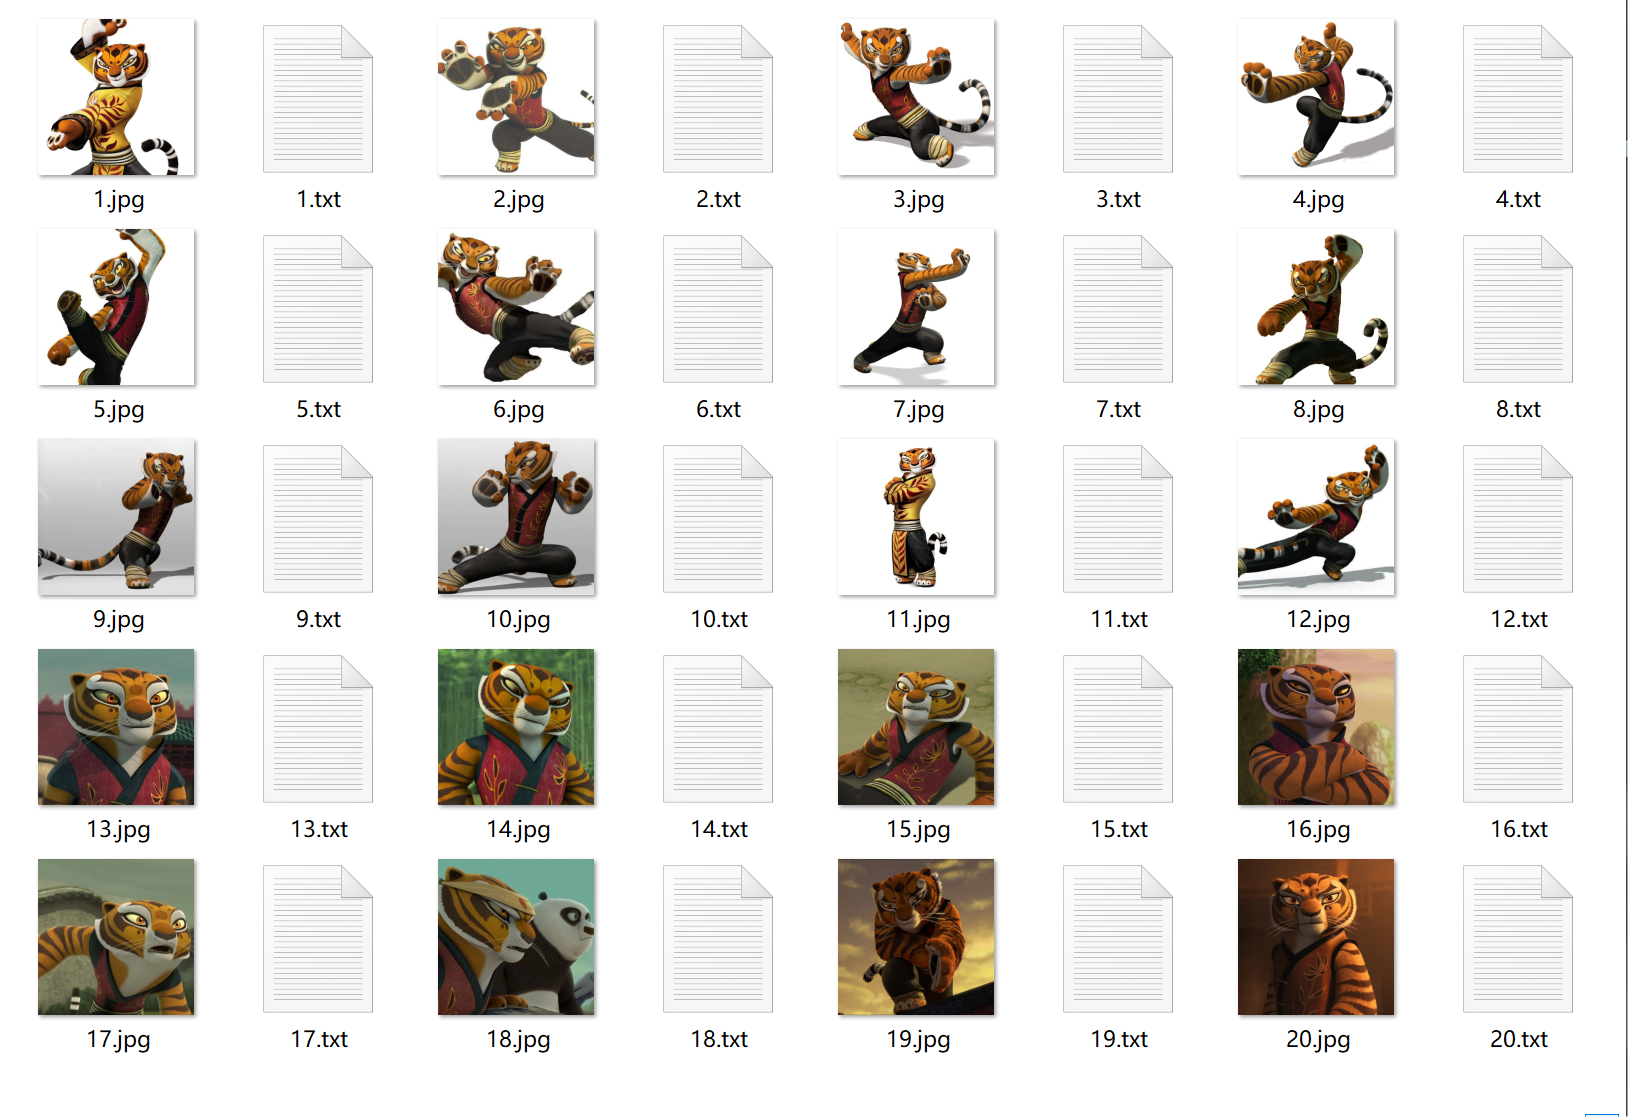 1.jpg 1.txt 2.jpg 2.txt 3.jpg 3.txt 4.jpg 4.txt
5.jpg 5.txt 6.jpg 6.txt 7.jpg 7.txt 8.jpg 8.txt
9.jpg 9.txt 10.jpg 10.txt 11.jpg 11.txt 12.jpg 12.txt
13.jpg 13.txt 14.jpg 14.txt 15.jpg 15.txt 16.jpg 16.txt
17.jpg 17.txt 18.jpg 18.txt 19.jpg 19.txt 20.jpg 20.txt